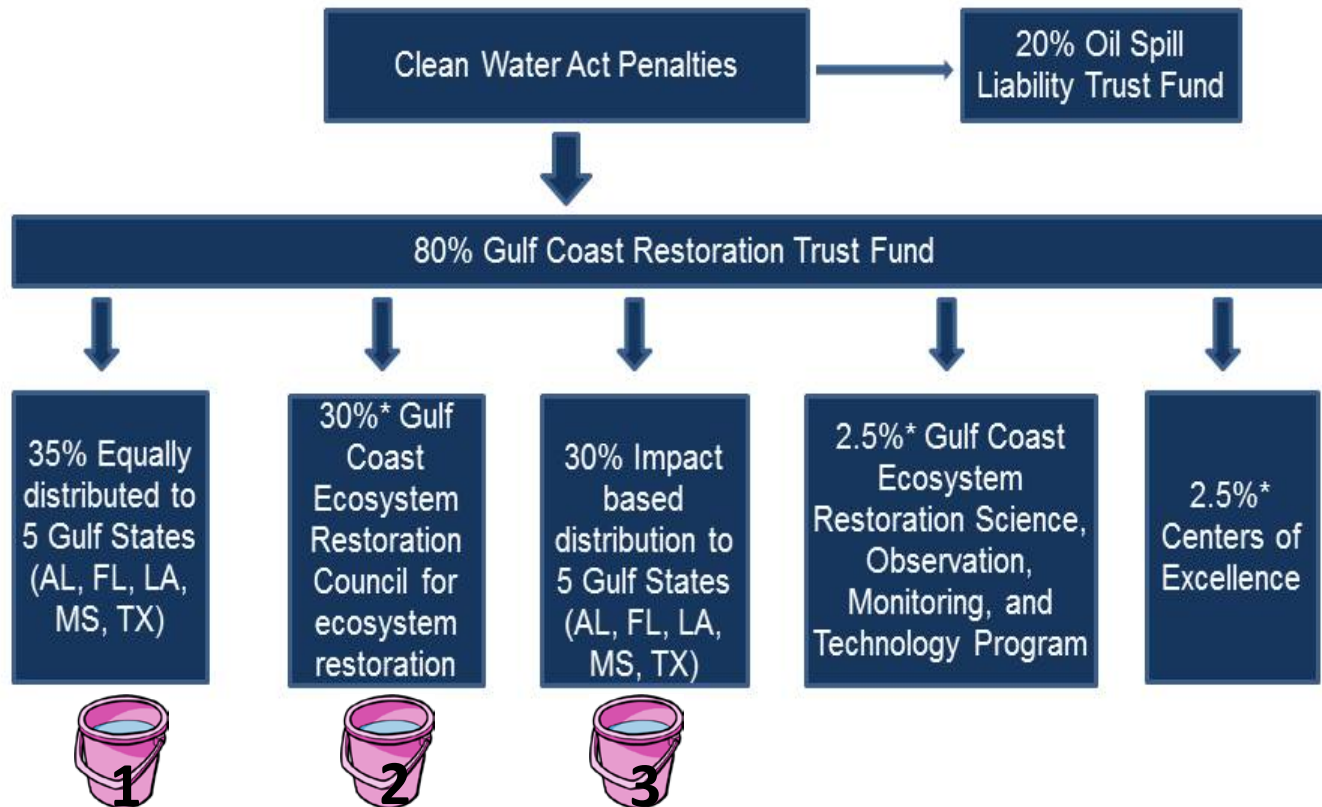 Clean Water Act Penalties
20% Oil Spill
Liability Trust Fund
80% Gulf Coast Restoration Trust Fund
35% Equally
distributed to
5 Gulf States
(AL, FL, LA,
MS, TX)
30%* Gulf
Coast
Ecosystem
Restoration
Council for
ecosystem
restoration
30% Impact
based
distribution to
5 Gulf States
(AL, FL, LA,
MS, TX)
2.5%* Gulf Coast
Ecosystem
Restoration Science,
Observation,
Monitoring, and
Technology Program
2.5%*
Centers of
Excellence
1
2
3